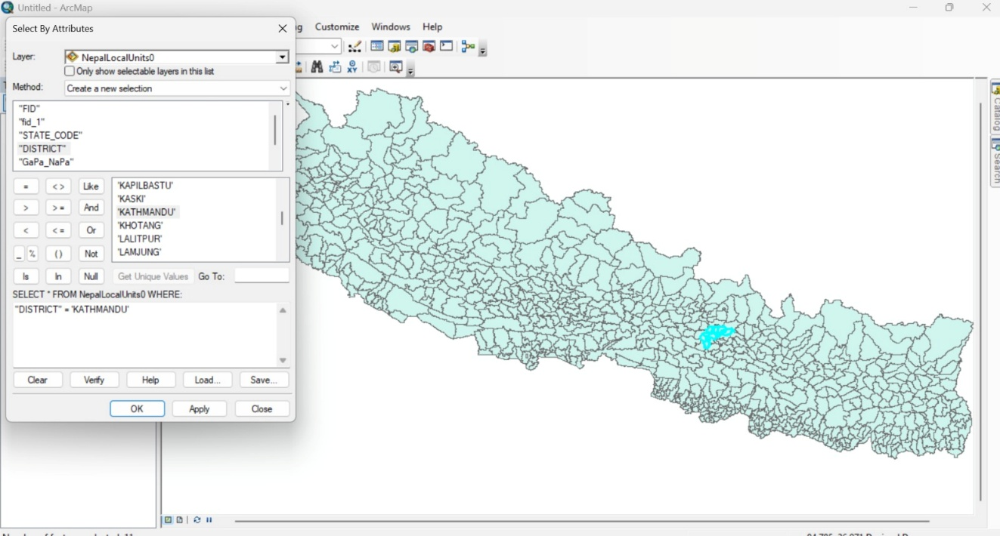 Untitled - ArcMap
Select By Attributes
Customize
Windows
Help
Layer:
NepalLocalUnits0
Only show selectable layers in this list
Method:
Create a new selection
"FID"
"fid_1"
"STATE_CODE"
"DISTRICT"
"GaPa_NaPa"
= < > Like
> > = And
< < = Or
_ % ( ) Not
Is In Null
'KAPILBASTU'
'KASKI'
'KATHMANDU'
'KHOTANG'
'LALITPUR'
'LAMJUNG'
Get Unique Values Go To:
SELECT * FROM NepalLocalUnits0 WHERE:
"DISTRICT" = 'KATHMANDU'
Clear Verify Help Load... Save...
OK Apply Close
XY
Catalog
Search